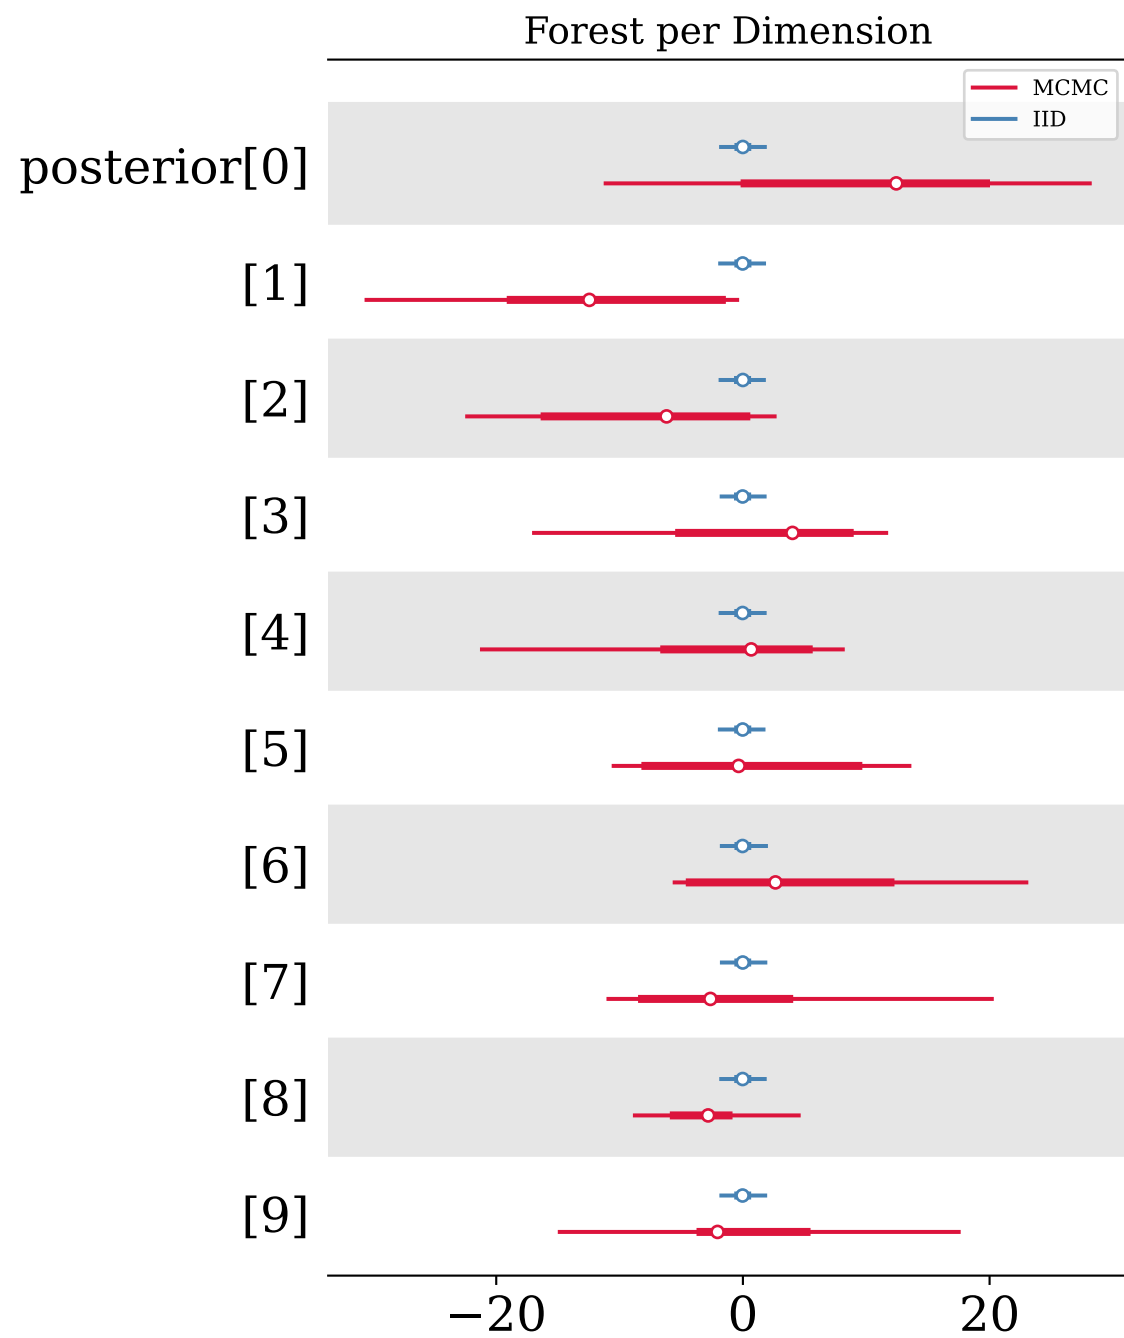 Forest per Dimension
MCMC
IID
posterior[0]
[1]
[2]
[3]
[4]
[5]
[6]
[7]
[8]
[9]
−20 0 20